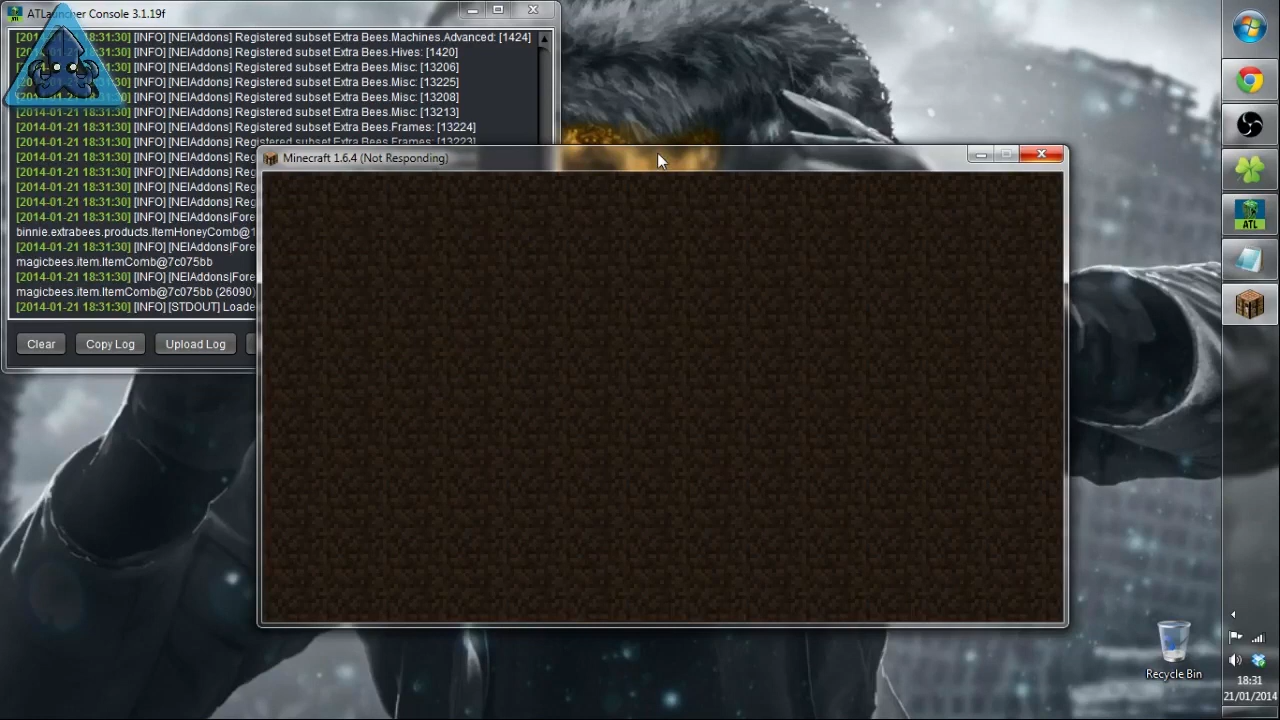 ATLauncher Console 3.1.19f
[2014-01-21 18:31:30] [INFO] [NEIAddons] Registered subset Extra Bees.Machines.Advanced: [1424]
[2014-01-21 18:31:30] [INFO] [NEIAddons] Registered subset Extra Bees.Hives: [1420]
[2014-01-21 18:31:30] [INFO] [NEIAddons] Registered subset Extra Bees.Misc: [13206]
[2014-01-21 18:31:30] [INFO] [NEIAddons] Registered subset Extra Bees.Misc: [13225]
[2014-01-21 18:31:30] [INFO] [NEIAddons] Registered subset Extra Bees.Misc: [13208]
[2014-01-21 18:31:30] [INFO] [NEIAddons] Registered subset Extra Bees.Misc: [13213]
[2014-01-21 18:31:30] [INFO] [NEIAddons] Registered subset Extra Bees.Frames: [13224]
[2014-01-21 18:31:30] [INFO] [NEIAddons] Registered subset Extra Bees.Frames: [13223]
[2014-01-21 18:31:30] [INFO] [NEIAddons] Reg
[2014-01-21 18:31:30] [INFO] [NEIAddons] Reg
[2014-01-21 18:31:30] [INFO] [NEIAddons] Reg
[2014-01-21 18:31:30] [INFO] [NEIAddons] Reg
[2014-01-21 18:31:30] [INFO] [NEIAddons|Fore
binnie.extrabees.products.ItemHoneyComb@1
[2014-01-21 18:31:30] [INFO] [NEIAddons|Fore
magicbees.item.ItemComb@7c075bb
[2014-01-21 18:31:30] [INFO] [NEIAddons|Fore
magicbees.item.ItemComb@7c075bb (26090)
[2014-01-21 18:31:30] [INFO] [STDOUT] Loade
Clear
Copy Log
Upload Log
Minecraft 1.6.4 (Not Responding)
ATL
Recycle Bin
18:31
21/01/2014